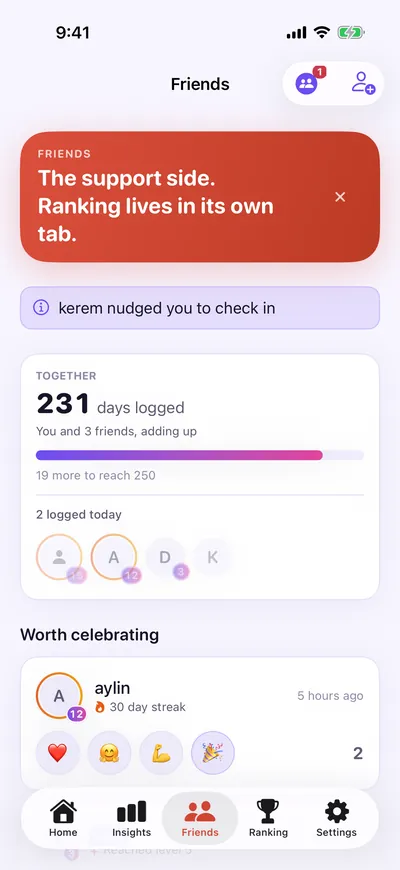 9:41
Friends
1
FRIENDS
The support side.
Ranking lives in its own
tab.
kerem nudged you to check in
TOGETHER
231 days logged
You and 3 friends, adding up
19 more to reach 250
2 logged today
A
D
K
12
3
Worth celebrating
A
12
aylin
30 day streak
5 hours ago
2
Home
Insights
Friends
Ranking
Settings